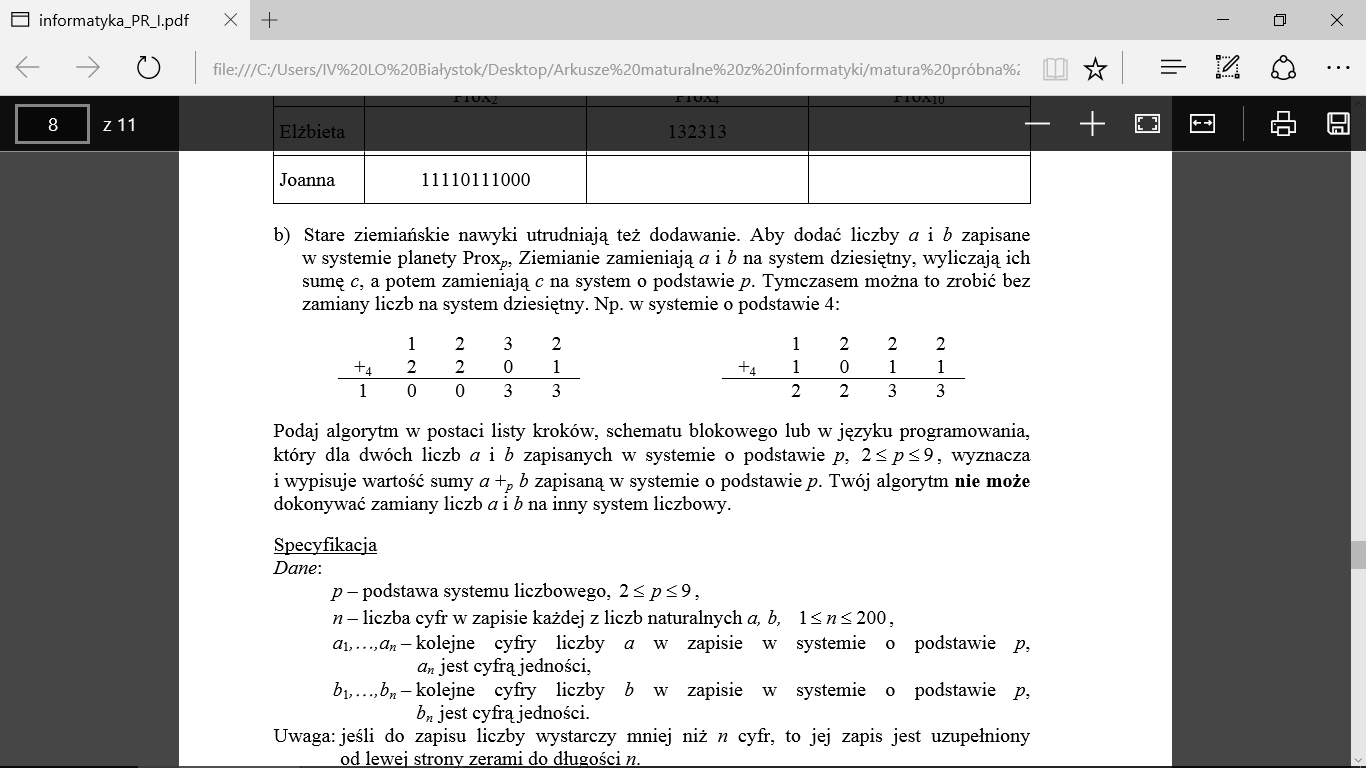 informatyka_PR_I.pdf
file:///C:/Users/IV%20LO%20Białystok/Desktop/Arkusze%20maturalne%20z%20informatyki/matura%20próbna%2
8 z 11
Prox2 Prox4 Prox10
Elżbieta 132313
Joanna 11110111000
b) Stare ziemiańskie nawyki utrudniają też dodawanie. Aby dodać liczby a i b zapisane
w systemie planety Proxp, Ziemianie zamieniają a i b na system dziesiętny, wyliczają ich
sumę c, a potem zamieniają c na system o podstawie p. Tymczasem można to zrobić bez
zamiany liczb na system dziesiętny. Np. w systemie o podstawie 4:
1 2 3 2 1 2 2 2
+4 2 2 0 1 +4 1 0 1 1
1 0 0 3 3 2 2 3 3
Podaj algorytm w postaci listy kroków, schematu blokowego lub w języku programowania,
który dla dwóch liczb a i b zapisanych w systemie o podstawie p, 2 ≤ p ≤ 9, wyznacza
i wypisuje wartość sumy a +p b zapisaną w systemie o podstawie p. Twój algorytm nie może
dokonywać zamiany liczb a i b na inny system liczbowy.
Specyfikacja
Dane:
p – podstawa systemu liczbowego, 2 ≤ p ≤ 9,
n – liczba cyfr w zapisie każdej z liczb naturalnych a, b, 1 ≤ n ≤ 200,
a1,…,an – kolejne cyfry liczby a w zapisie w systemie o podstawie p,
an jest cyfrą jedności,
b1,…,bn – kolejne cyfry liczby b w zapisie w systemie o podstawie p,
bn jest cyfrą jedności.
Uwaga: jeśli do zapisu liczby wystarczy mniej niż n cyfr, to jej zapis jest uzupełniony
od lewej strony zerami do długości n.